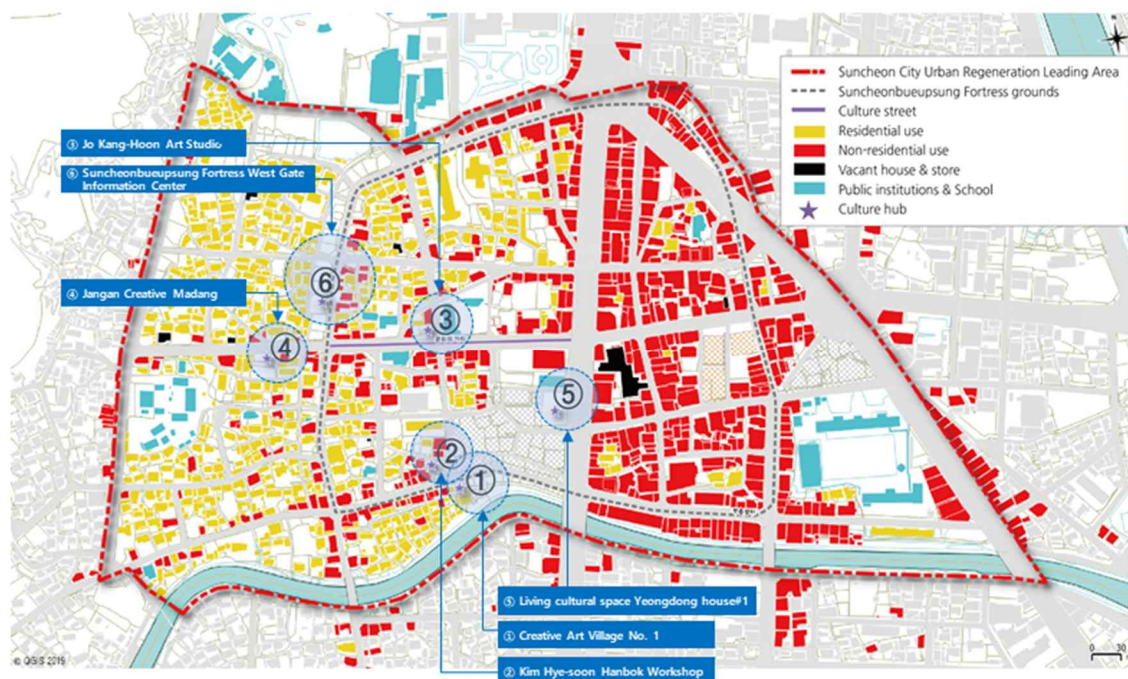 N
Suncheon City Urban Regeneration Leading Area
Suncheonbueupsung Fortress grounds
Culture street
Residential use
Non-residential use
Vacant house & store
Public institutions & School
Culture hub
③ Jo Kang-Hoon Art Studio
⑥ Suncheonbueupsung Fortress West Gate
Information Center
④ Jangan Creative Madang
⑥
③
④
⑤
②
①
⑤ Living cultural space Yeongdong house#1
① Creative Art Village No. 1
② Kim Hye-soon Hanbok Workshop
© QGIS 2019
0 30